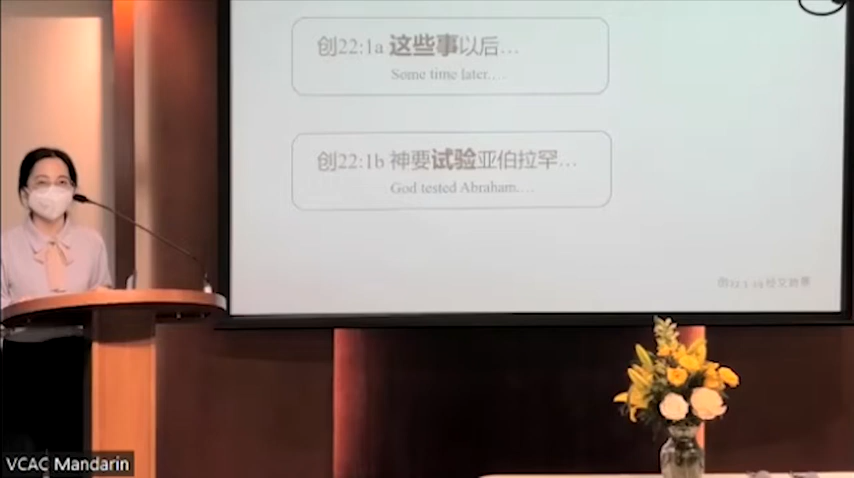 创22:1a 这些事以后…
Some time later…
创22:1b 神要试验亚伯拉罕…
God tested Abraham…
VCAC Mandarin